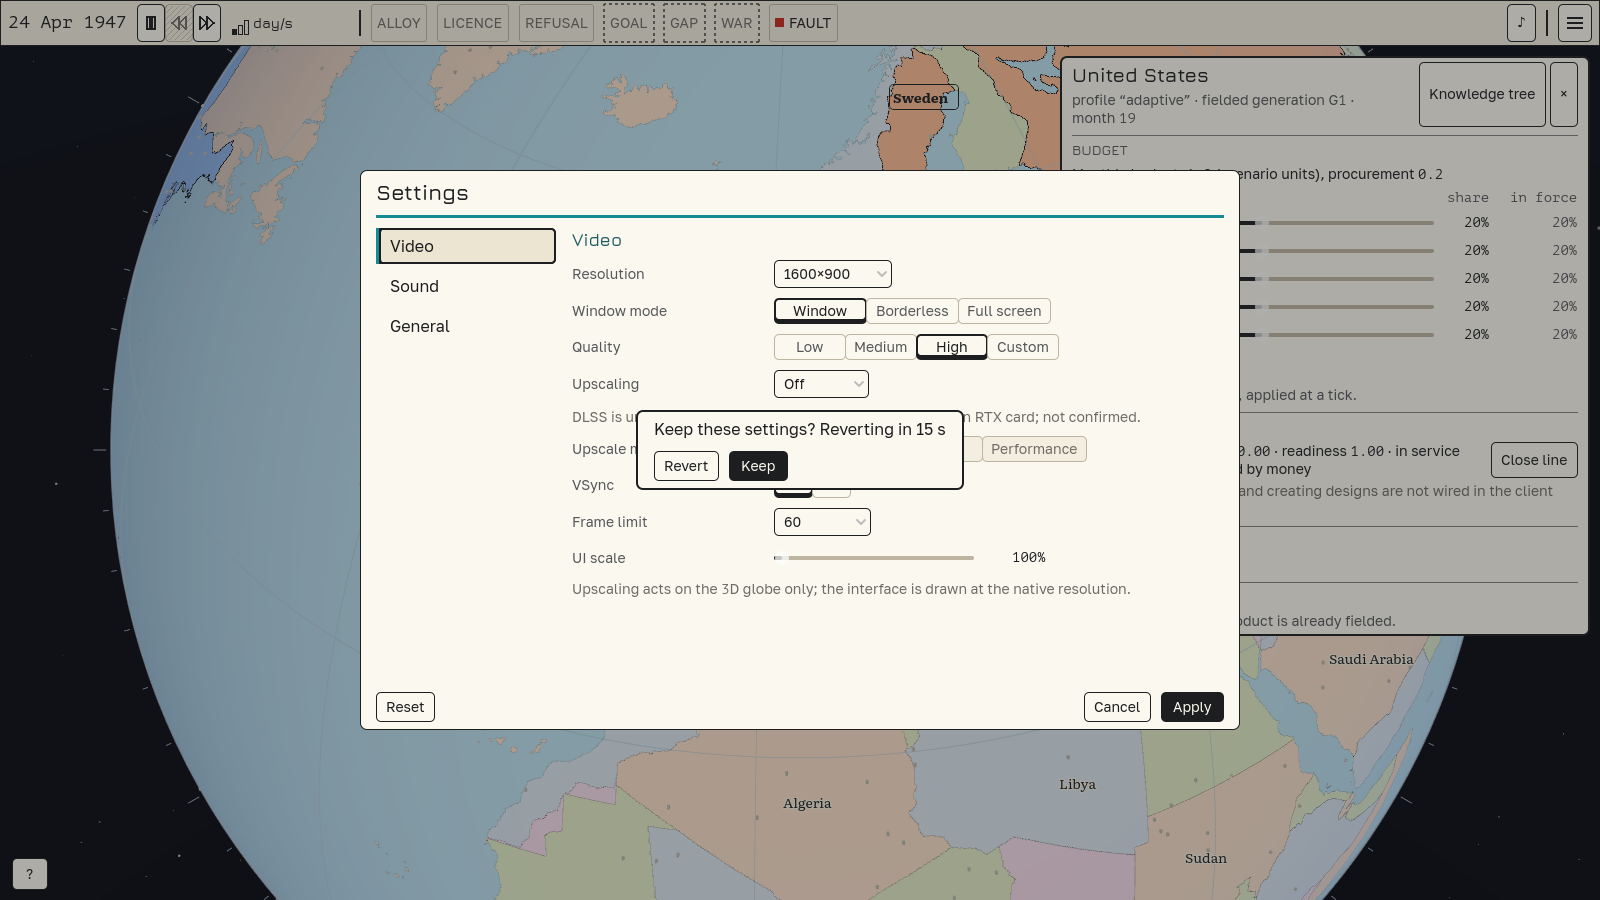 24 Apr 1947 day/s ALLOY LICENCE REFUSAL GOAL GAP WAR FAULT ♪
Sweden
United States
profile “adaptive” · fielded generation G1 ·
month 19
Knowledge tree ×
BUDGET
scenario units), procurement 0.2
share in force
20% 20%
20% 20%
20% 20%
20% 20%
20% 20%
, applied at a tick.
0.00 · readiness 1.00 · in service
by money
Close line
and creating designs are not wired in the client
product is already fielded.
Settings
Video
Sound
General
Video
Resolution 1600×900
Window mode Window Borderless Full screen
Quality Low Medium High Custom
Upscaling Off
DLSS is RTX card; not confirmed.
Keep these settings? Reverting in 15 s
Revert Keep
Upscale Performance
VSync
Frame limit 60
UI scale 100%
Upscaling acts on the 3D globe only; the interface is drawn at the native resolution.
Reset Cancel Apply
Saudi Arabia
Libya
Algeria
Sudan
?